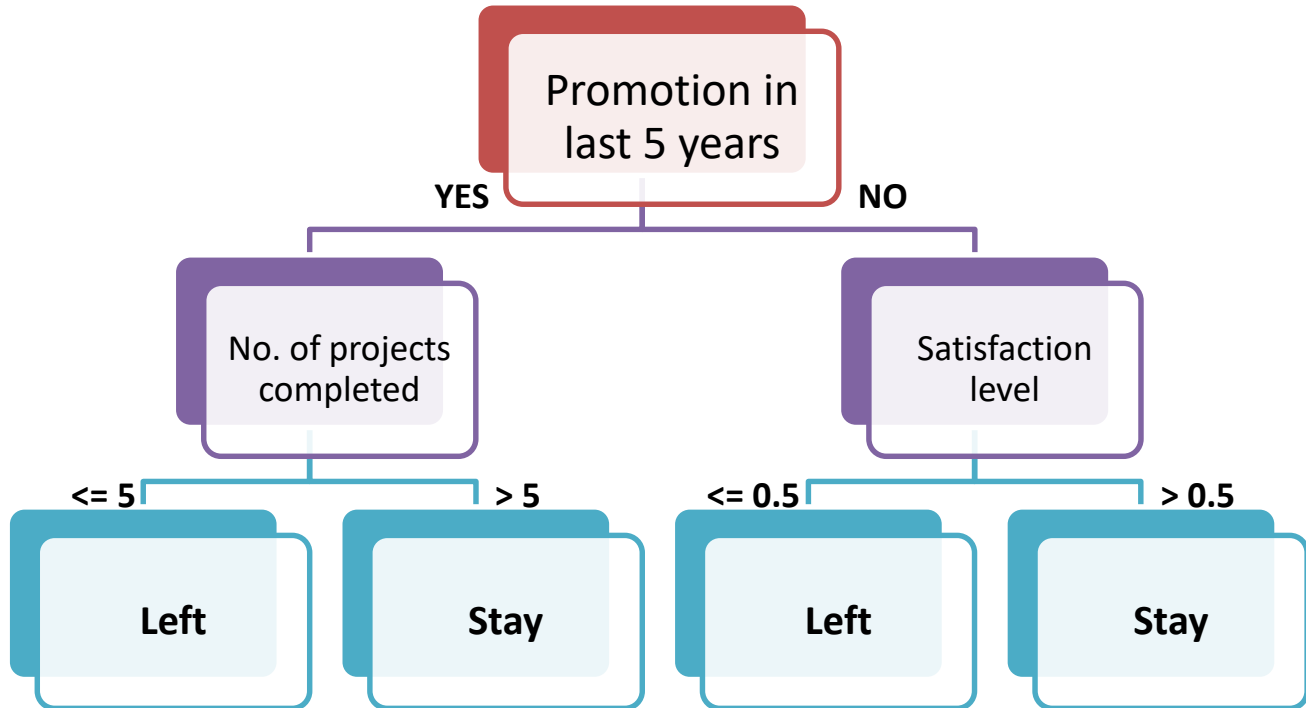 Promotion in
last 5 years
YES
NO
No. of projects
completed
Satisfaction
level
<= 5
> 5
<= 0.5
> 0.5
Left
Stay
Left
Stay